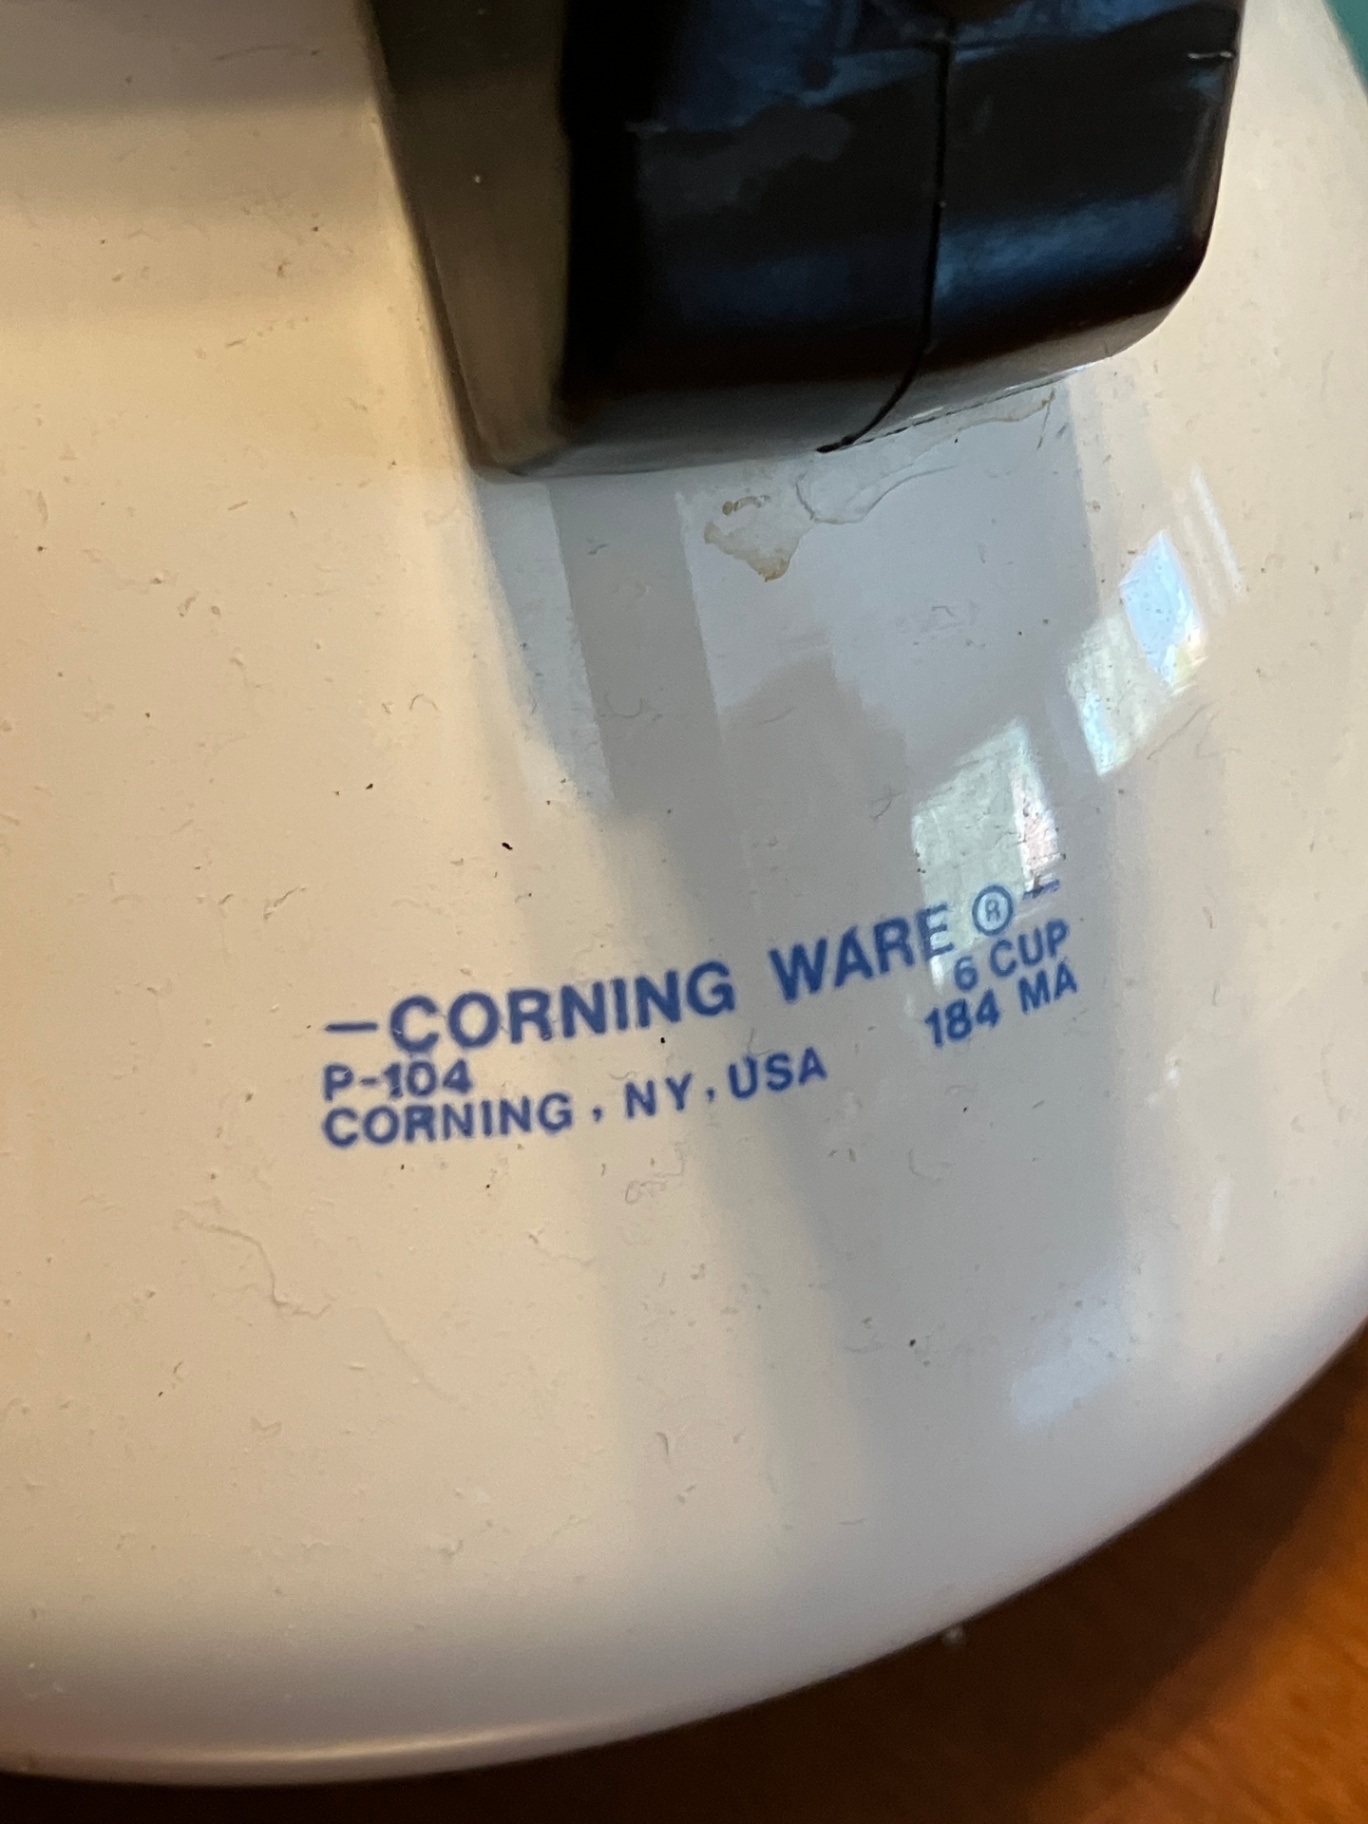 —CORNING WARE ®—
P-104 6 CUP
CORNING, NY, USA 184 MA